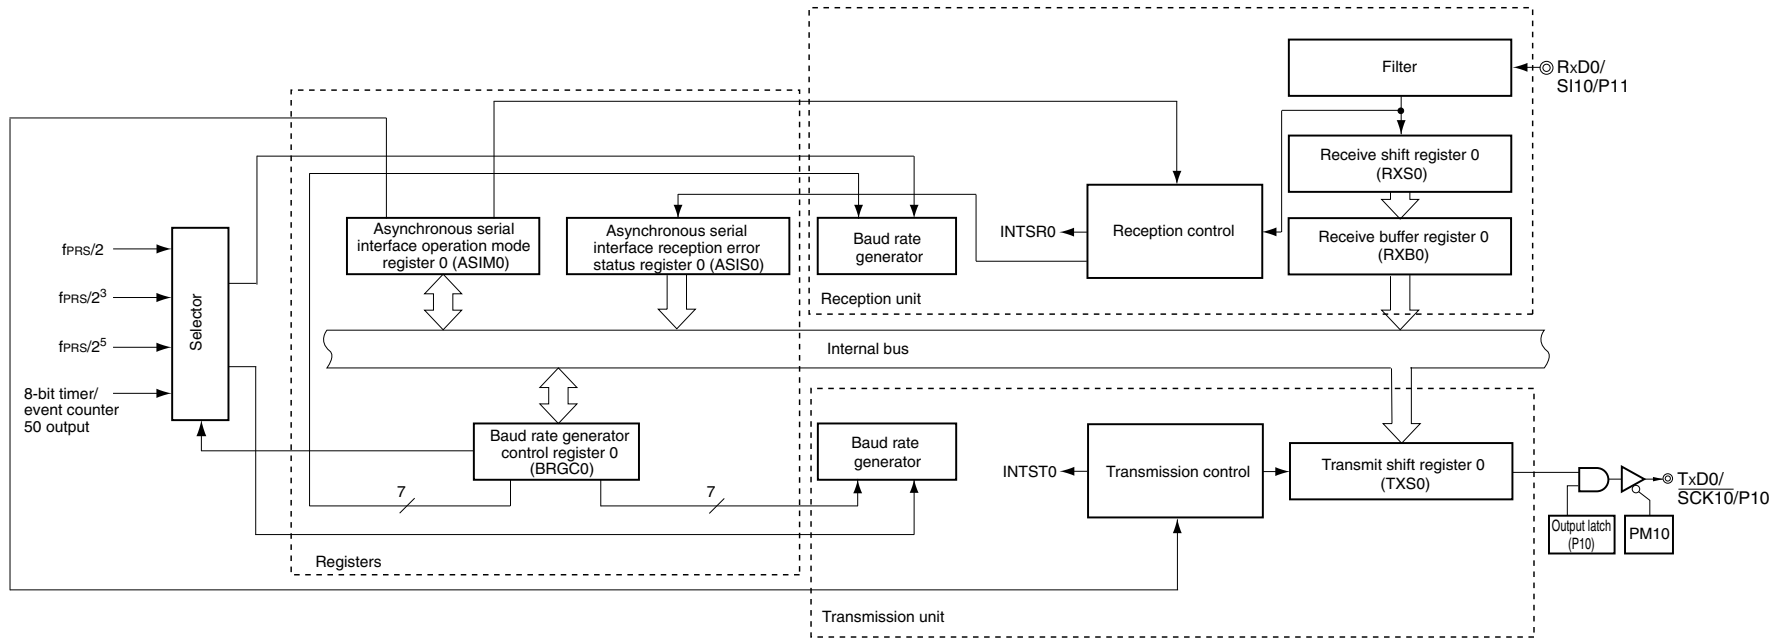 Filter
RxD0/
SI10/P11
Receive shift register 0
(RXS0)
Asynchronous serial
interface operation mode
register 0 (ASIM0)
Asynchronous serial
interface reception error
status register 0 (ASIS0)
Baud rate
generator
INTSR0
Reception control
Receive buffer register 0
(RXB0)
Reception unit
fPRS/2
fPRS/2³
fPRS/2⁵
8-bit timer/
event counter
50 output
Selector
Internal bus
Baud rate generator
control register 0
(BRGC0)
7
7
Registers
Baud rate
generator
INTST0
Transmission control
Transmit shift register 0
(TXS0)
TxD0/
SCK10/P10
Output latch
(P10)
PM10
Transmission unit